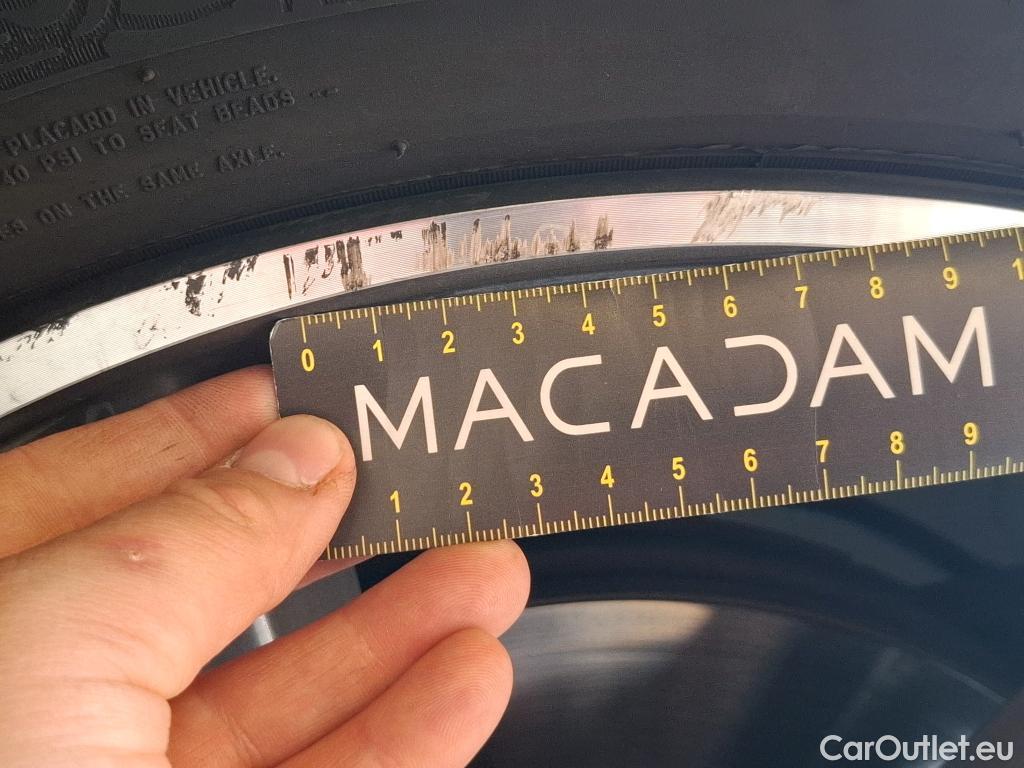 PLACARD IN VEHICLE.
40 PSI TO SEAT BEADS --
ON THE SAME AXLE.
0 1 2 3 4 5 6 7 8 9 1
MACADAM
1 2 3 4 5 6 7 8 9
CarOutlet.eu